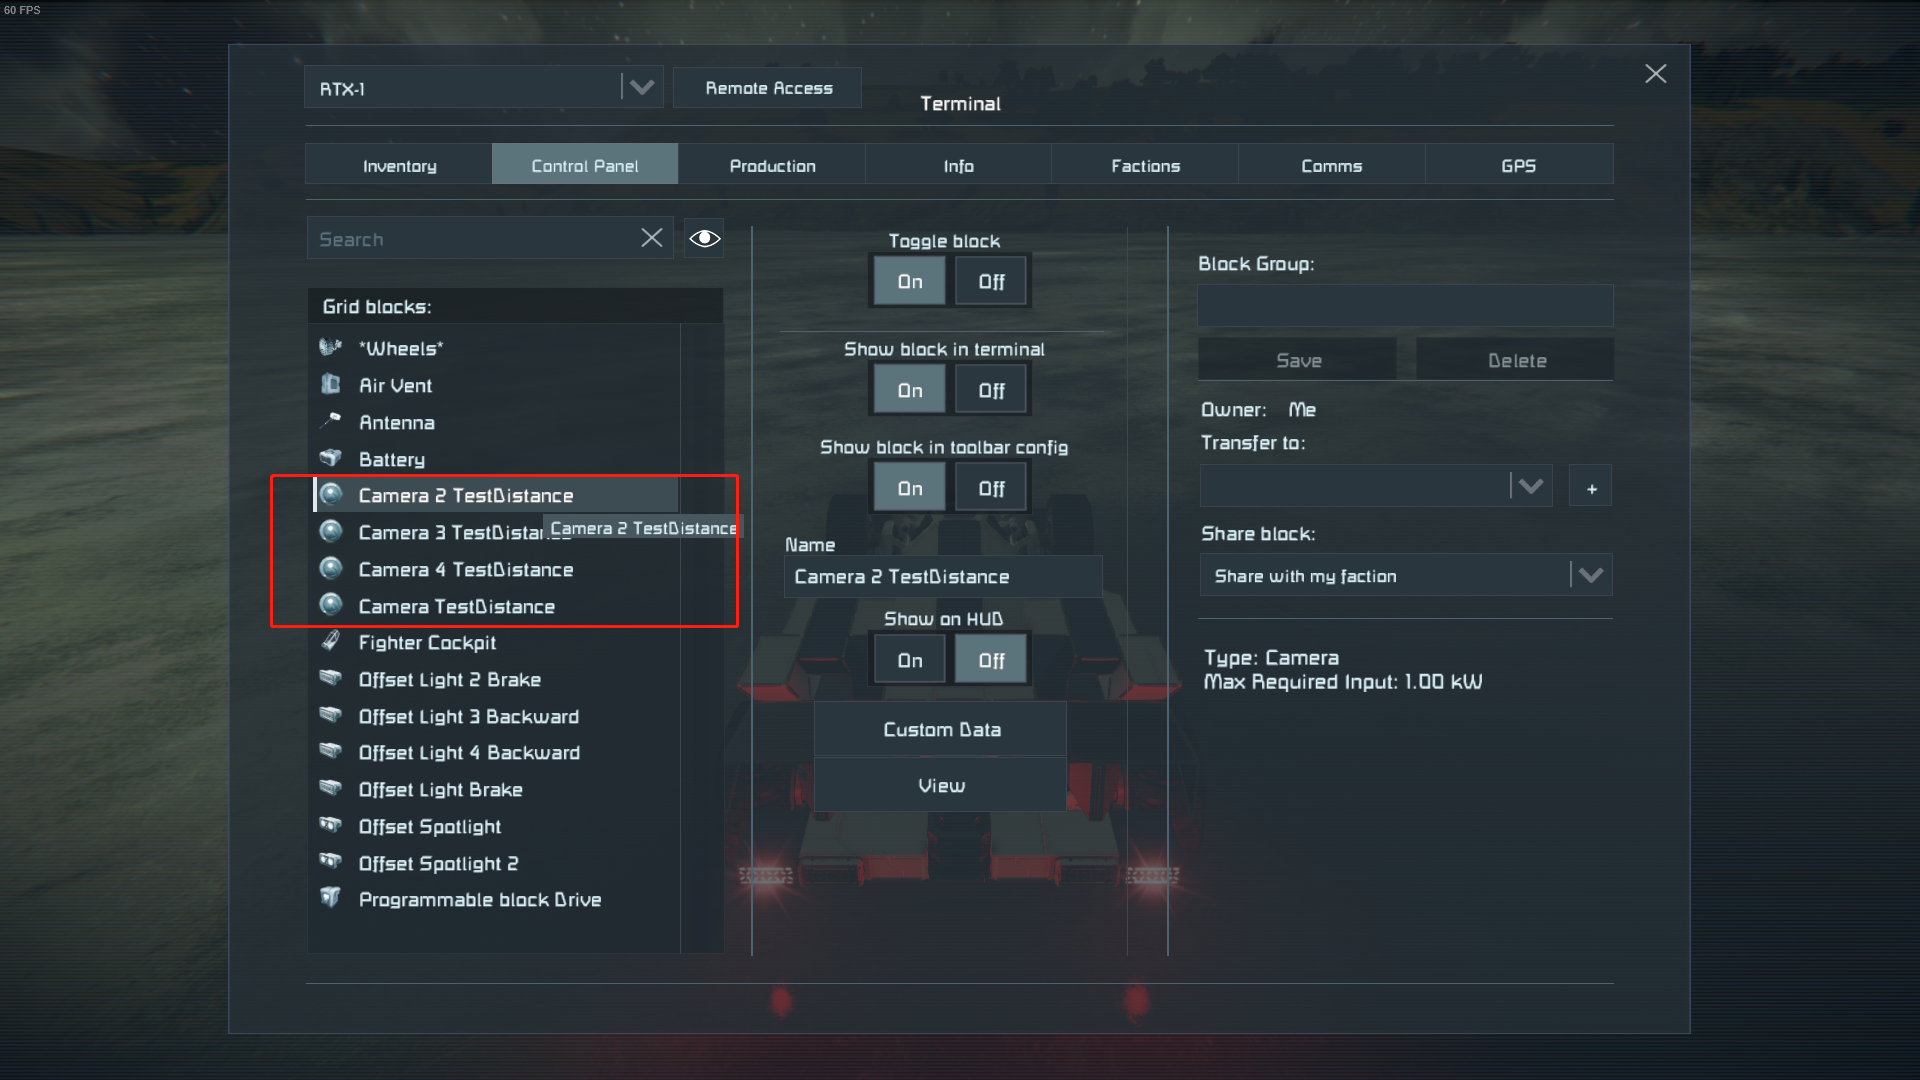 60 FPS
RTX-1
Remote Access
Terminal
Inventory
Control Panel
Production
Info
Factions
Comms
GPS
Search
Grid blocks:
*Wheels*
Air Vent
Antenna
Battery
Camera 2 TestDistance
Camera 3 TestDistan
Camera 2 TestDistance
Camera 4 TestDistance
Camera TestDistance
Fighter Cockpit
Offset Light 2 Brake
Offset Light 3 Backward
Offset Light 4 Backward
Offset Light Brake
Offset Spotlight
Offset Spotlight 2
Programmable block Drive
Toggle block
On Off
Show block in terminal
On Off
Show block in toolbar config
On Off
Name
Camera 2 TestDistance
Show on HUD
On Off
Custom Data
View
Block Group:
Save Delete
Owner: Me
Transfer to:
+
Share block:
Share with my faction
Type: Camera
Max Required Input: 1.00 kW